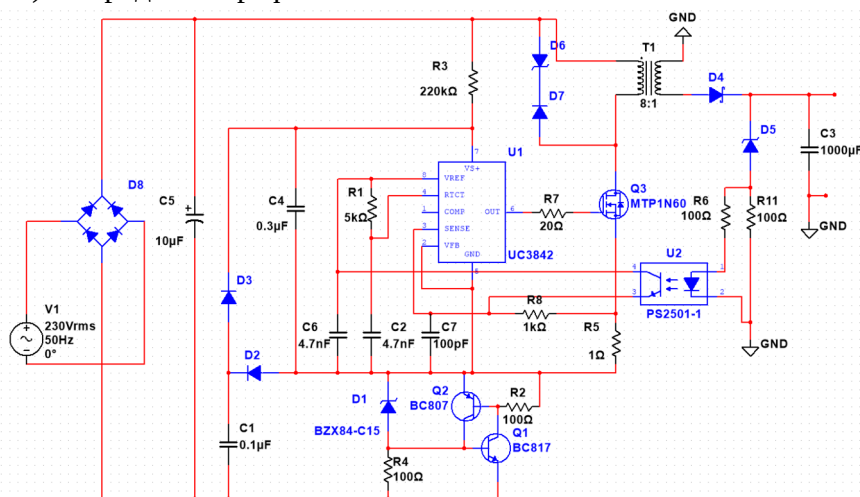 GND
D6
T1
R3
220kΩ
D7
8:1
D4
U1
D5
C3
1000µF
D8
C5
10µF
C4
0.3µF
R1
5kΩ
VS+
7
8
VREF
4
RTCT
1
COMP
3
SENSE
2
VFB
OUT
6
GND
5
UC3842
R7
20Ω
Q3
MTP1N60
R6
100Ω
R11
100Ω
GND
U2
4
3
1
2
PS2501-1
D3
V1
230Vrms
50Hz
0°
C6
4.7nF
C2
4.7nF
C7
100pF
R8
1kΩ
R5
1Ω
GND
D2
C1
0.1µF
D1
BZX84-C15
Q2
BC807
R2
100Ω
Q1
BC817
R4
100Ω